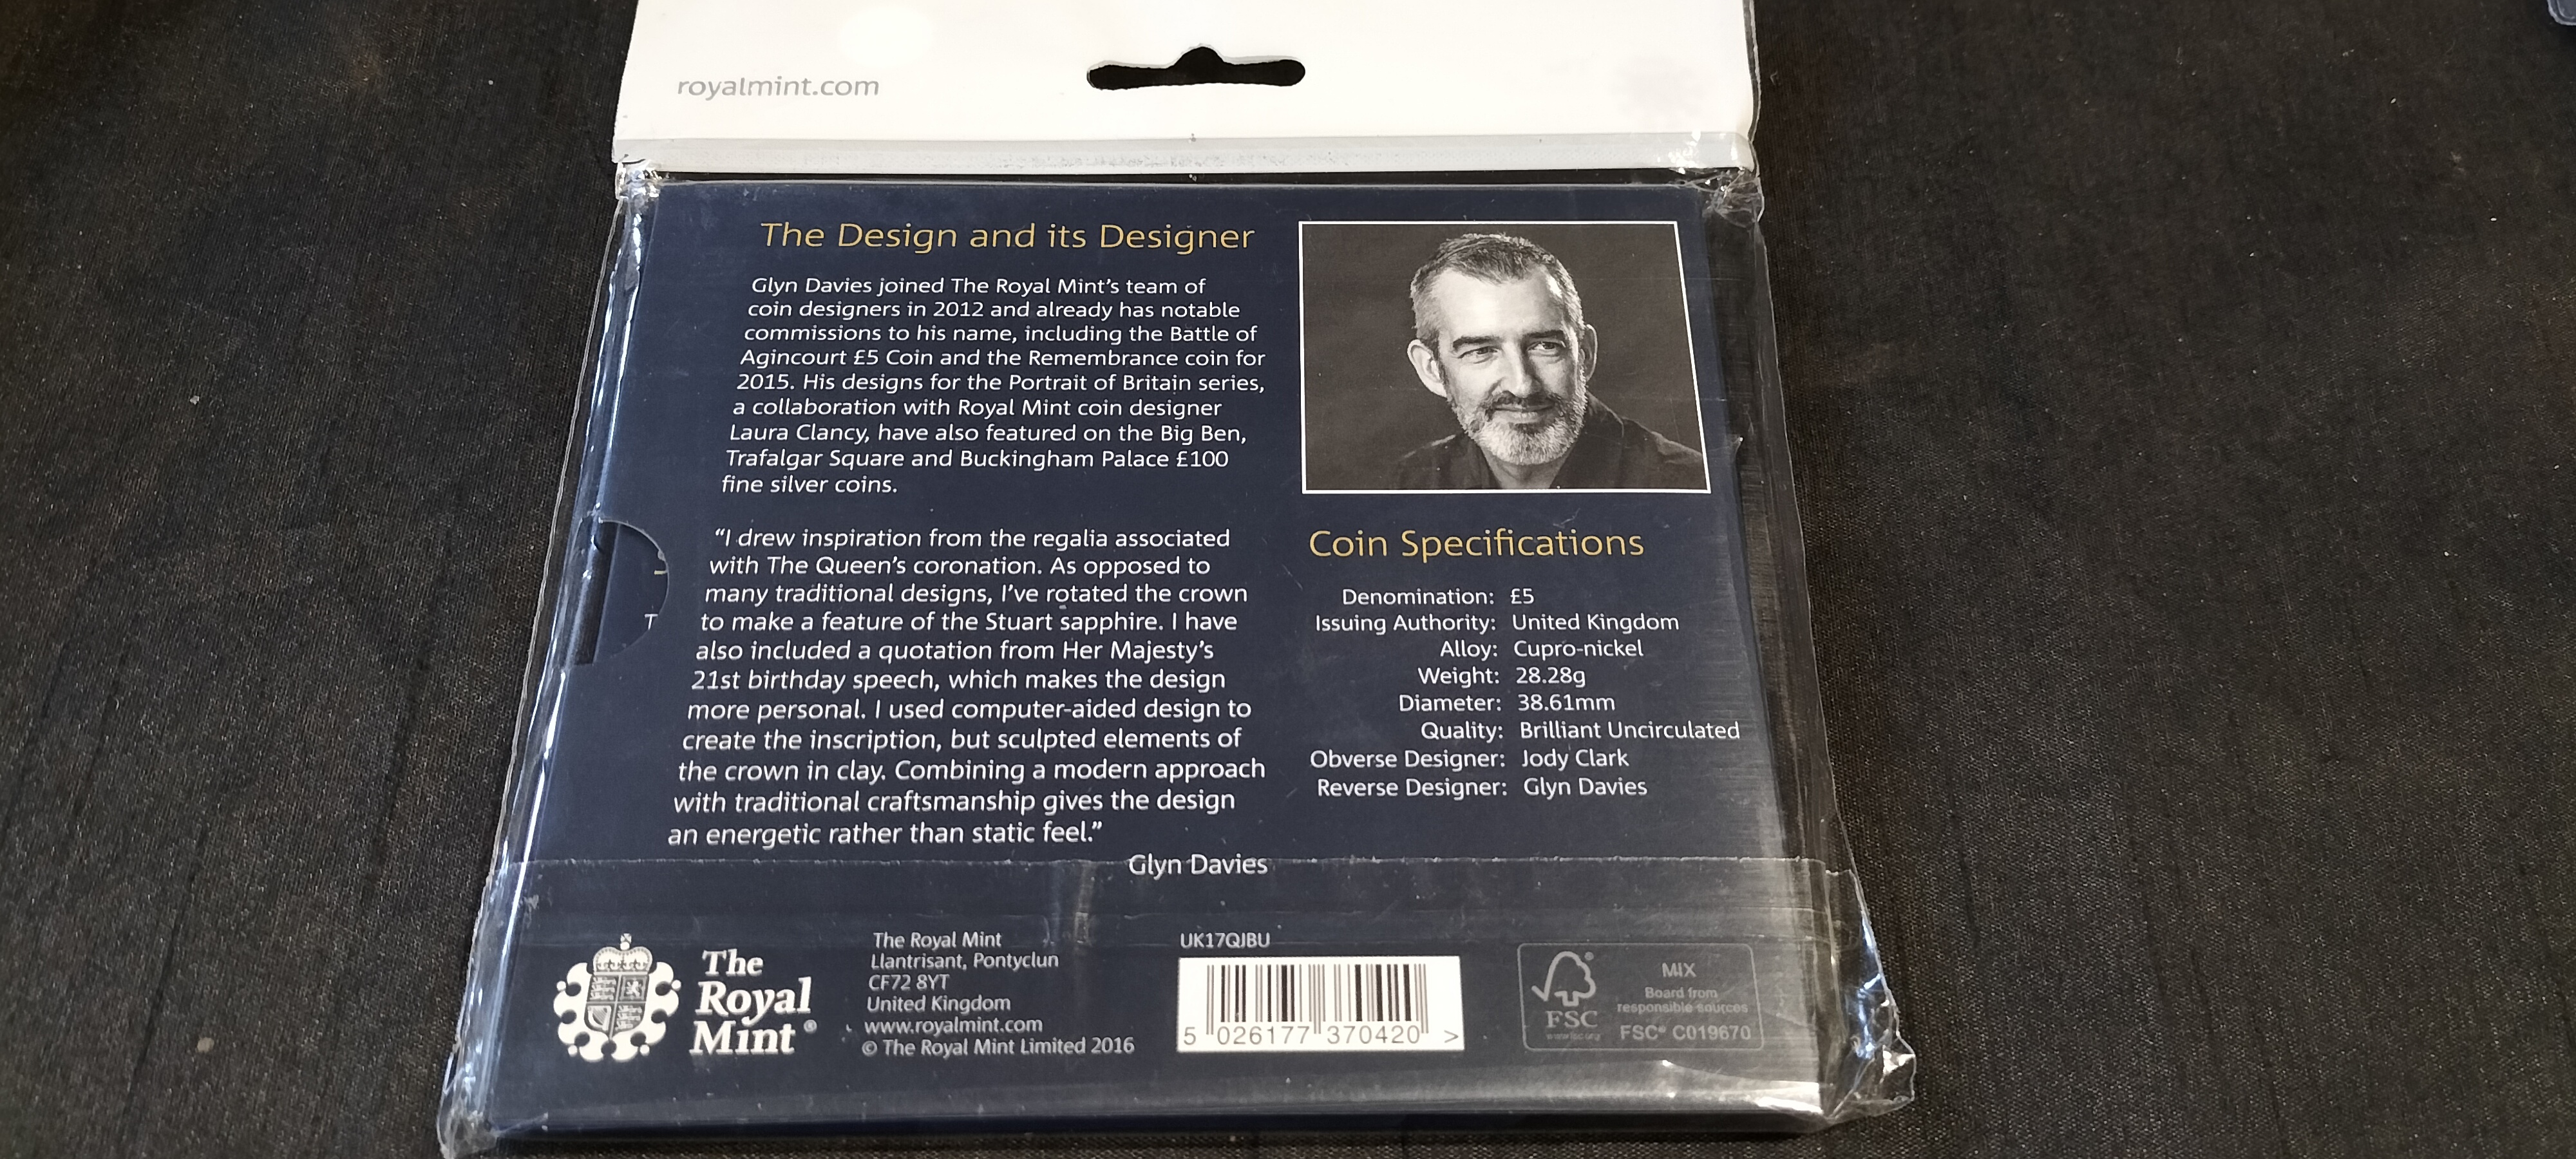 royalmint.com
The Design and its Designer
Glyn Davies joined The Royal Mint's team of
coin designers in 2012 and already has notable
commissions to his name, including the Battle of
Agincourt £5 Coin and the Remembrance coin for
2015. His designs for the Portrait of Britain series,
a collaboration with Royal Mint coin designer
Laura Clancy, have also featured on the Big Ben,
Trafalgar Square and Buckingham Palace £100
fine silver coins.
“I drew inspiration from the regalia associated
with The Queen's coronation. As opposed to
many traditional designs, I've rotated the crown
to make a feature of the Stuart sapphire. I have
also included a quotation from Her Majesty's
21st birthday speech, which makes the design
more personal. I used computer-aided design to
create the inscription, but sculpted elements of
the crown in clay. Combining a modern approach
with traditional craftsmanship gives the design
an energetic rather than static feel.”
Glyn Davies
T
Coin Specifications
Denomination: £5
Issuing Authority: United Kingdom
Alloy: Cupro-nickel
Weight: 28.28g
Diameter: 38.61mm
Quality: Brilliant Uncirculated
Obverse Designer: Jody Clark
Reverse Designer: Glyn Davies
The
Royal
Mint®
The Royal Mint
Llantrisant, Pontyclun
CF72 8YT
United Kingdom
www.royalmint.com
© The Royal Mint Limited 2016
UK17QJBU
5 026177 370420 >
FSC
www.fsc.org
MIX
Board from
responsible sources
FSC® C019670